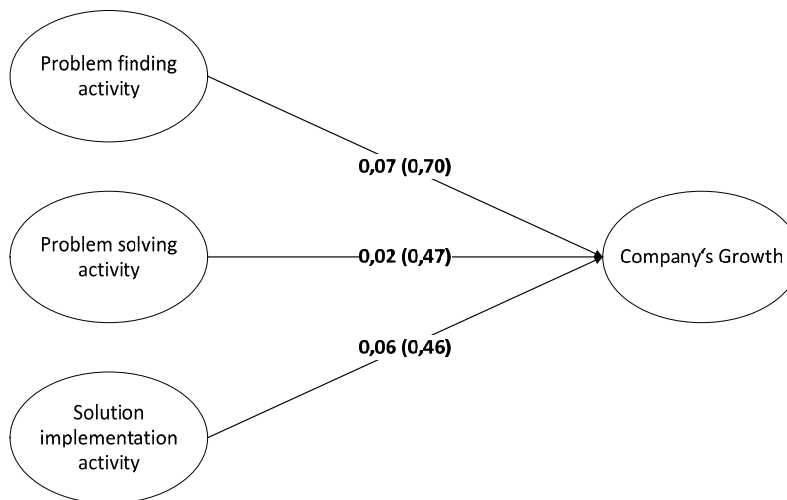 Problem finding
activity
0,07 (0,70)
Problem solving
activity
0,02 (0,47)
Company's Growth
0,06 (0,46)
Solution
implementation
activity